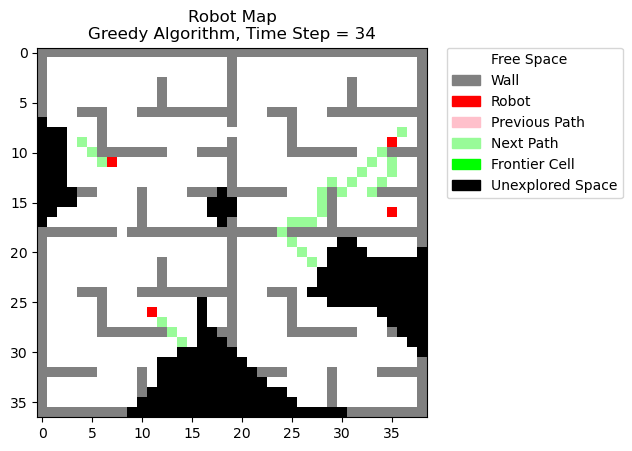 Robot Map
Greedy Algorithm, Time Step = 34
0
5
10
15
20
25
30
35
0
5
10
15
20
25
30
35
Free Space
Wall
Robot
Previous Path
Next Path
Frontier Cell
Unexplored Space